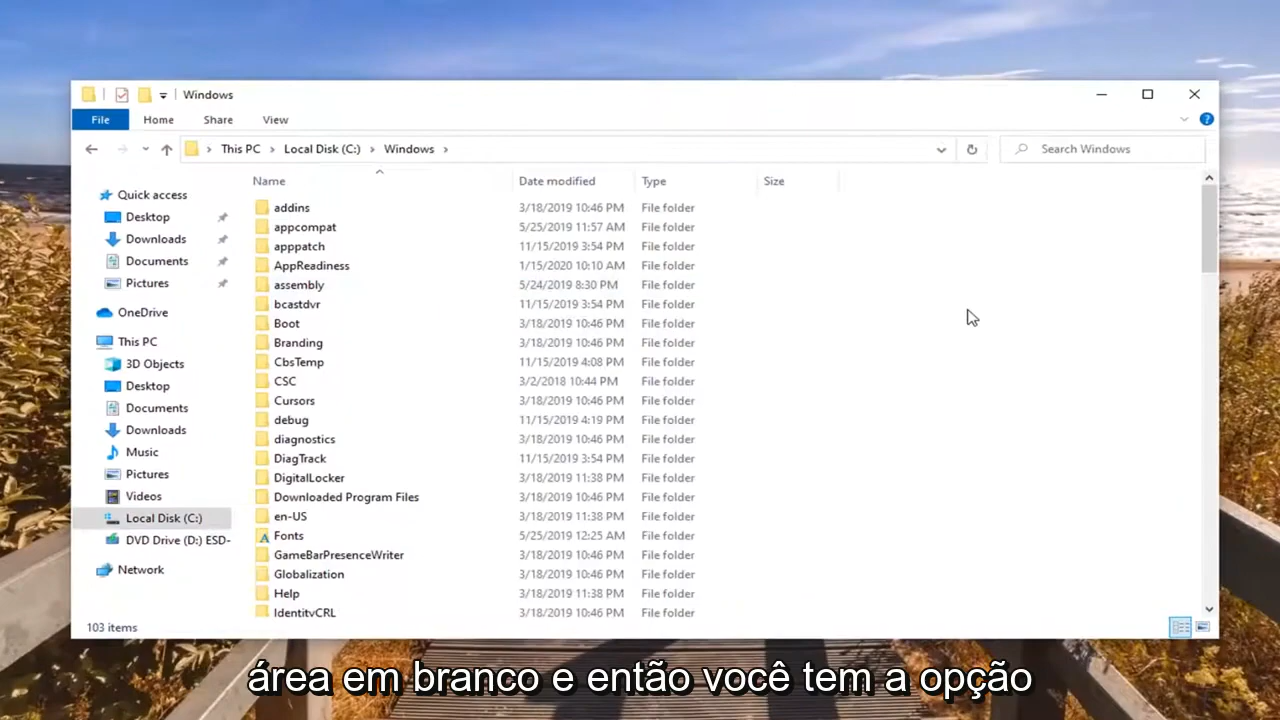 Windows
File Home Share View
This PC > Local Disk (C:) > Windows >
Search Windows
Name Date modified Type Size
Quick access
Desktop
Downloads
Documents
Pictures
OneDrive
This PC
3D Objects
Desktop
Documents
Downloads
Music
Pictures
Videos
Local Disk (C:)
DVD Drive (D:) ESD-
Network
addins 3/18/2019 10:46 PM File folder
appcompat 5/25/2019 11:57 AM File folder
apppatch 11/15/2019 3:54 PM File folder
AppReadiness 1/15/2020 10:10 AM File folder
assembly 5/24/2019 8:30 PM File folder
bcastdvr 11/15/2019 3:54 PM File folder
Boot 3/18/2019 10:46 PM File folder
Branding 3/18/2019 10:46 PM File folder
CbsTemp 11/15/2019 4:08 PM File folder
CSC 3/2/2018 10:44 PM File folder
Cursors 3/18/2019 10:46 PM File folder
debug 11/15/2019 4:19 PM File folder
diagnostics 3/18/2019 10:46 PM File folder
DiagTrack 11/15/2019 3:54 PM File folder
DigitalLocker 3/18/2019 11:38 PM File folder
Downloaded Program Files 3/18/2019 10:46 PM File folder
en-US 3/18/2019 11:38 PM File folder
Fonts 5/25/2019 12:25 AM File folder
GameBarPresenceWriter 3/18/2019 10:46 PM File folder
Globalization 3/18/2019 10:46 PM File folder
Help 3/18/2019 11:38 PM File folder
IdentityCRL 3/18/2019 10:46 PM File folder
103 items
área em branco e então você tem a opção